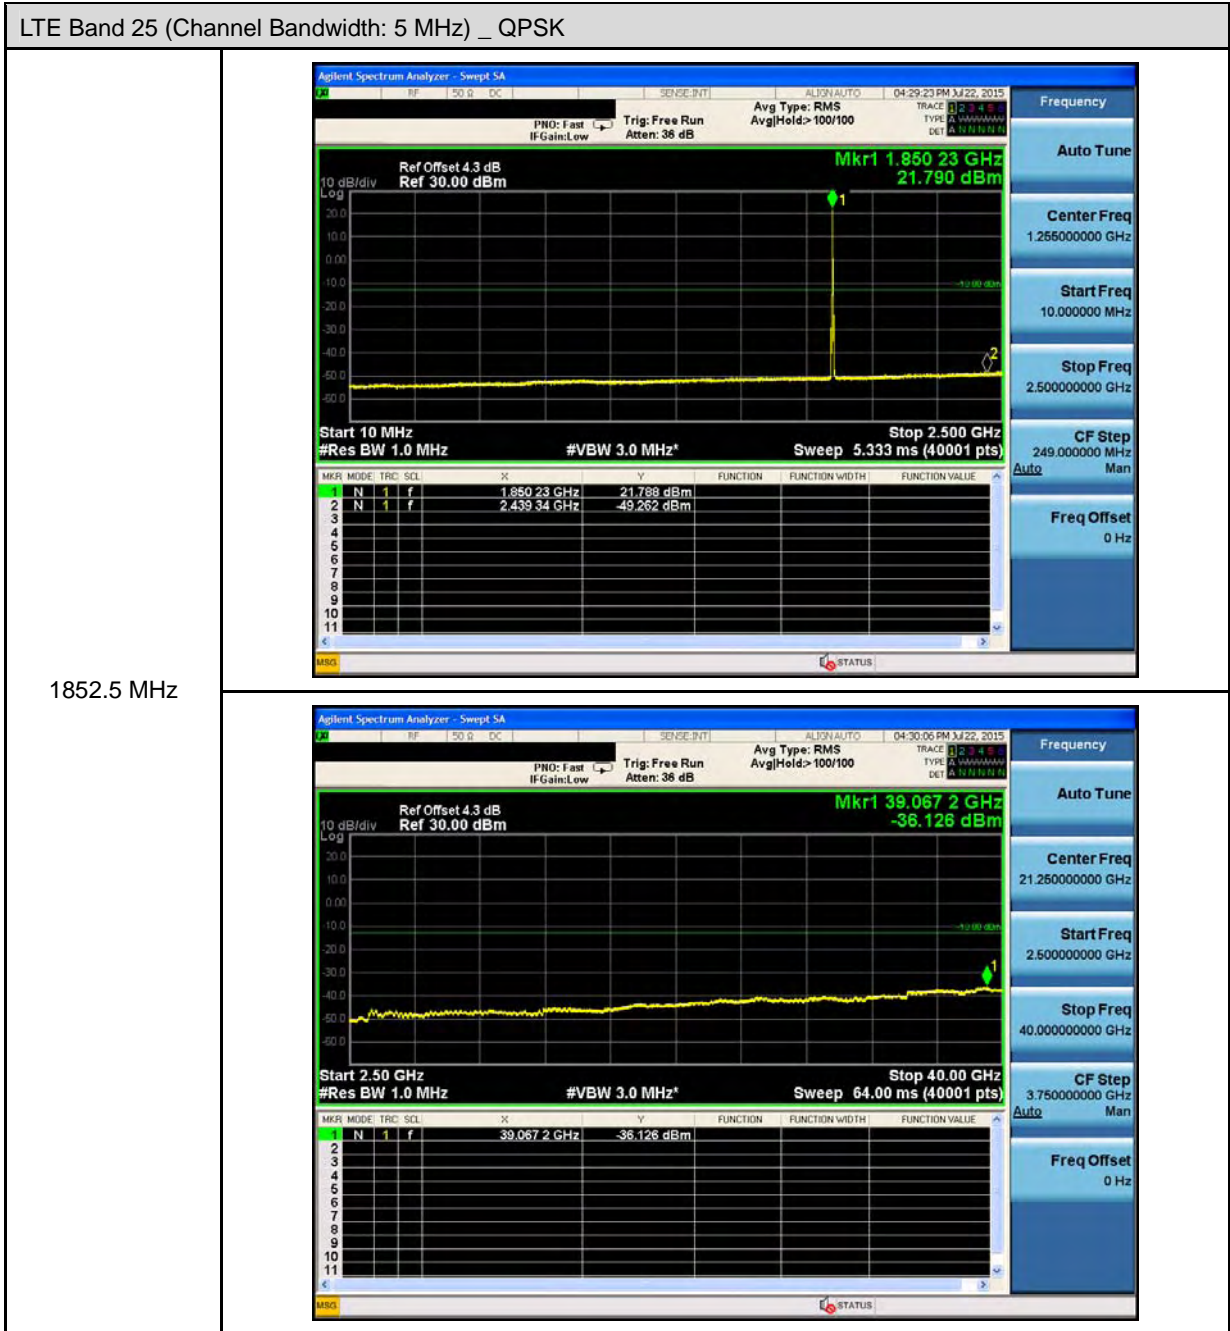 LTE Band 25 (Channel Bandwidth: 5 MHz) _ QPSK
1852.5 MHz
Agilent Spectrum Analyzer - Swept SA
RF 50 Ω DC SENSE:INT ALIGN AUTO 04:29:23 PM Jul 22, 2015
PNO: Fast Trig: Free Run Avg Type: RMS TRACE 1 2 3 4 5 6
IFGain:Low Atten: 36 dB Avg|Hold:> 100/100 TYPE A WWWWW
DET A N N N N N
Mkr1 1.850 23 GHz
21.790 dBm
Ref Offset 4.3 dB
10 dB/div Ref 30.00 dBm
Log
20.0
10.0
0.00
-10.0
-20.0
-30.0
-40.0
-50.0
-60.0
1
2
Start 10 MHz Stop 2.500 GHz
#Res BW 1.0 MHz #VBW 3.0 MHz* Sweep 5.333 ms (40001 pts)
MKR MODE TRC SCL X Y FUNCTION FUNCTION WIDTH FUNCTION VALUE
1 N 1 f 1.850 23 GHz 21.788 dBm
2 N 1 f 2.439 34 GHz -49.262 dBm
3
4
5
6
7
8
9
10
11
MSG STATUS
Frequency
Auto Tune
Center Freq
1.255000000 GHz
Start Freq
10.000000 MHz
Stop Freq
2.500000000 GHz
CF Step
249.000000 MHz
Auto Man
Freq Offset
0 Hz
Agilent Spectrum Analyzer - Swept SA
RF 50 Ω DC SENSE:INT ALIGN AUTO 04:30:06 PM Jul 22, 2015
PNO: Fast Trig: Free Run Avg Type: RMS TRACE 1 2 3 4 5 6
IFGain:Low Atten: 36 dB Avg|Hold:> 100/100 TYPE A WWWWW
DET A N N N N N
Mkr1 39.067 2 GHz
-36.126 dBm
Ref Offset 4.3 dB
10 dB/div Ref 30.00 dBm
Log
20.0
10.0
0.00
-10.0
-20.0
-30.0
-40.0
-50.0
-60.0
1
Start 2.50 GHz Stop 40.00 GHz
#Res BW 1.0 MHz #VBW 3.0 MHz* Sweep 64.00 ms (40001 pts)
MKR MODE TRC SCL X Y FUNCTION FUNCTION WIDTH FUNCTION VALUE
1 N 1 f 39.067 2 GHz -36.126 dBm
2
3
4
5
6
7
8
9
10
11
MSG STATUS
Frequency
Auto Tune
Center Freq
21.250000000 GHz
Start Freq
2.500000000 GHz
Stop Freq
40.000000000 GHz
CF Step
3.750000000 GHz
Auto Man
Freq Offset
0 Hz